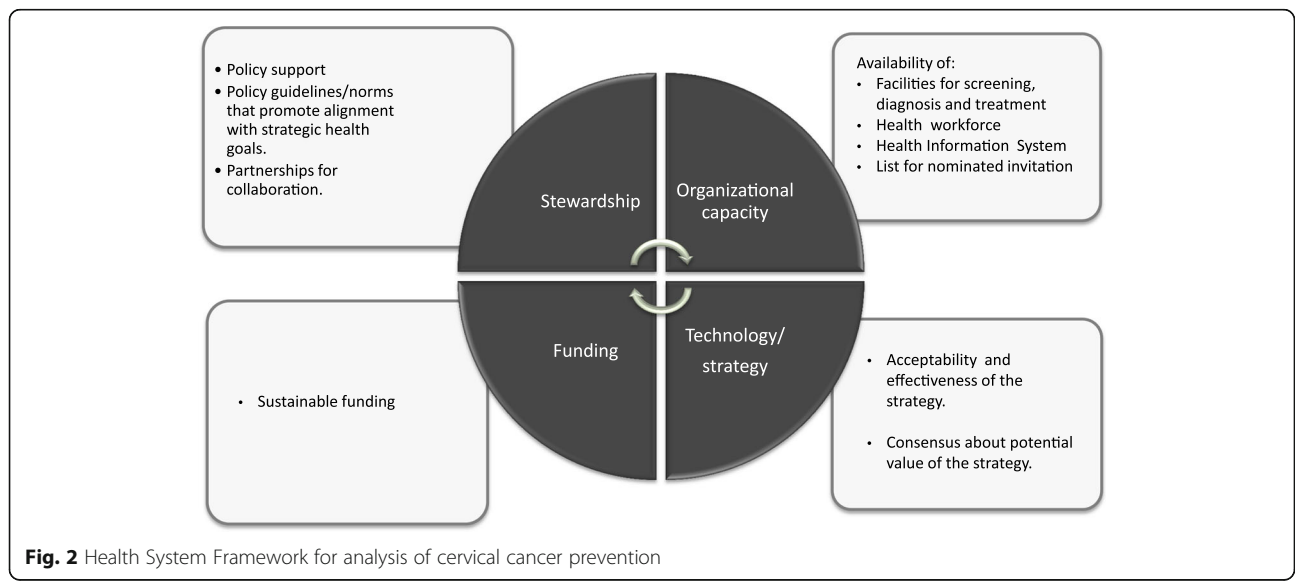 • Policy support
• Policy guidelines/norms
that promote alignment
with strategic health
goals.
• Partnerships for
collaboration.
Availability of:
• Facilities for screening,
diagnosis and treatment
• Health workforce
• Health Information System
• List for nominated invitation
Stewardship
Organizational
capacity
Funding
Technology/
strategy
• Sustainable funding
• Acceptability and
effectiveness of the
strategy.
• Consensus about potential
value of the strategy.
Fig. 2 Health System Framework for analysis of cervical cancer prevention